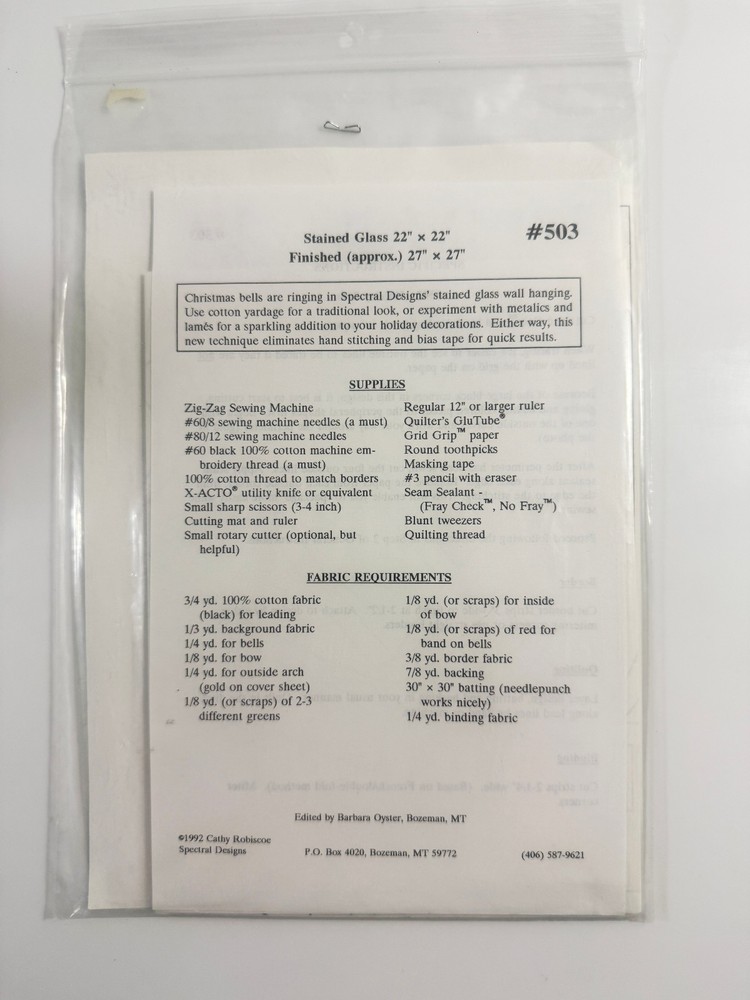 Stained Glass 22" × 22"
#503
Finished (approx.) 27" × 27"
Christmas bells are ringing in Spectral Designs' stained glass wall hanging.
Use cotton yardage for a traditional look, or experiment with metalics and
lamés for a sparkling addition to your holiday decorations. Either way, this
new technique eliminates hand stitching and bias tape for quick results.
SUPPLIES
Zig-Zag Sewing Machine
#60/8 sewing machine needles (a must)
#80/12 sewing machine needles
#60 black 100% cotton machine em-
broidery thread (a must)
100% cotton thread to match borders
X-ACTO® utility knife or equivalent
Small sharp scissors (3-4 inch)
Cutting mat and ruler
Small rotary cutter (optional, but
helpful)
Regular 12" or larger ruler
Quilter's GluTube®
Grid Grip™ paper
Round toothpicks
Masking tape
#3 pencil with eraser
Seam Sealant -
(Fray Check™, No Fray™)
Blunt tweezers
Quilting thread
FABRIC REQUIREMENTS
3/4 yd. 100% cotton fabric
(black) for leading
1/3 yd. background fabric
1/4 yd. for bells
1/8 yd. for bow
1/4 yd. for outside arch
(gold on cover sheet)
1/8 yd. (or scraps) of 2-3
different greens
1/8 yd. (or scraps) for inside
of bow
1/8 yd. (or scraps) of red for
band on bells
3/8 yd. border fabric
7/8 yd. backing
30" × 30" batting (needlepunch
works nicely)
1/4 yd. binding fabric
Edited by Barbara Oyster, Bozeman, MT
©1992 Cathy Robiscoe
Spectral Designs
P.O. Box 4020, Bozeman, MT 59772
(406) 587-9621